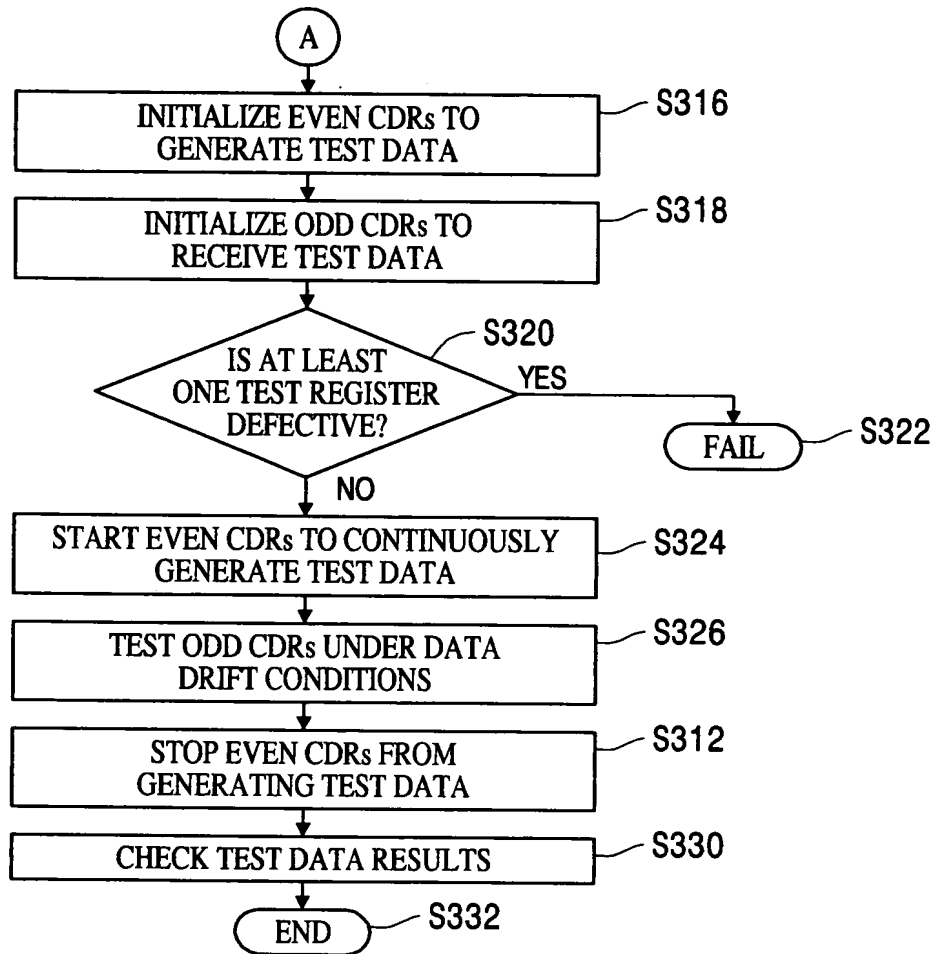 A
S316
INITIALIZE EVEN CDRs TO
GENERATE TEST DATA
S318
INITIALIZE ODD CDRs TO
RECEIVE TEST DATA
S320
IS AT LEAST
ONE TEST REGISTER
DEFECTIVE?
YES
FAIL
S322
NO
START EVEN CDRs TO CONTINUOUSLY
GENERATE TEST DATA
S324
TEST ODD CDRs UNDER DATA
DRIFT CONDITIONS
S326
STOP EVEN CDRs FROM
GENERATING TEST DATA
S312
CHECK TEST DATA RESULTS
S330
END
S332